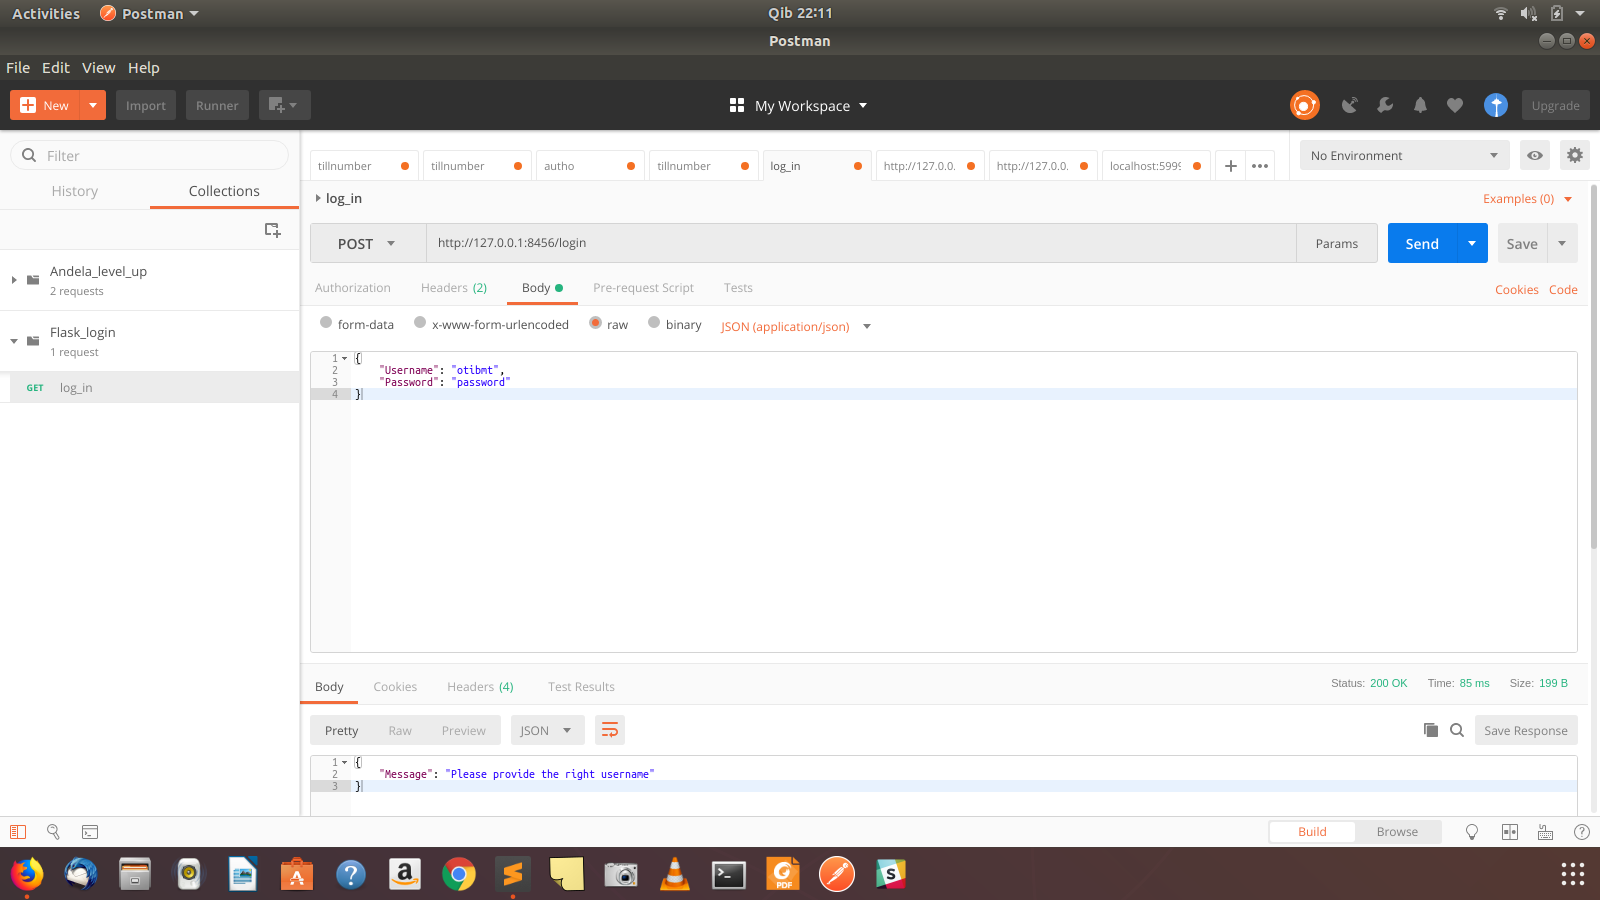 Activities Postman Qib 22:11
Postman
File Edit View Help
New Import Runner My Workspace Upgrade
Filter
History Collections
Andela_level_up
2 requests
Flask_login
1 request
GET log_in
tillnumber tillnumber autho tillnumber log_in http://127.0.0. http://127.0.0. localhost:5999 No Environment
log_in Examples (0)
POST http://127.0.0.1:8456/login Params Send Save
Authorization Headers (2) Body Pre-request Script Tests Cookies Code
form-data x-www-form-urlencoded raw binary JSON (application/json)
1 {
2 "Username": "otibmt",
3 "Password": "password"
4 }
Body Cookies Headers (4) Test Results Status: 200 OK Time: 85 ms Size: 199 B
Pretty Raw Preview JSON Save Response
1 {
2 "Message": "Please provide the right username"
3 }
Build Browse